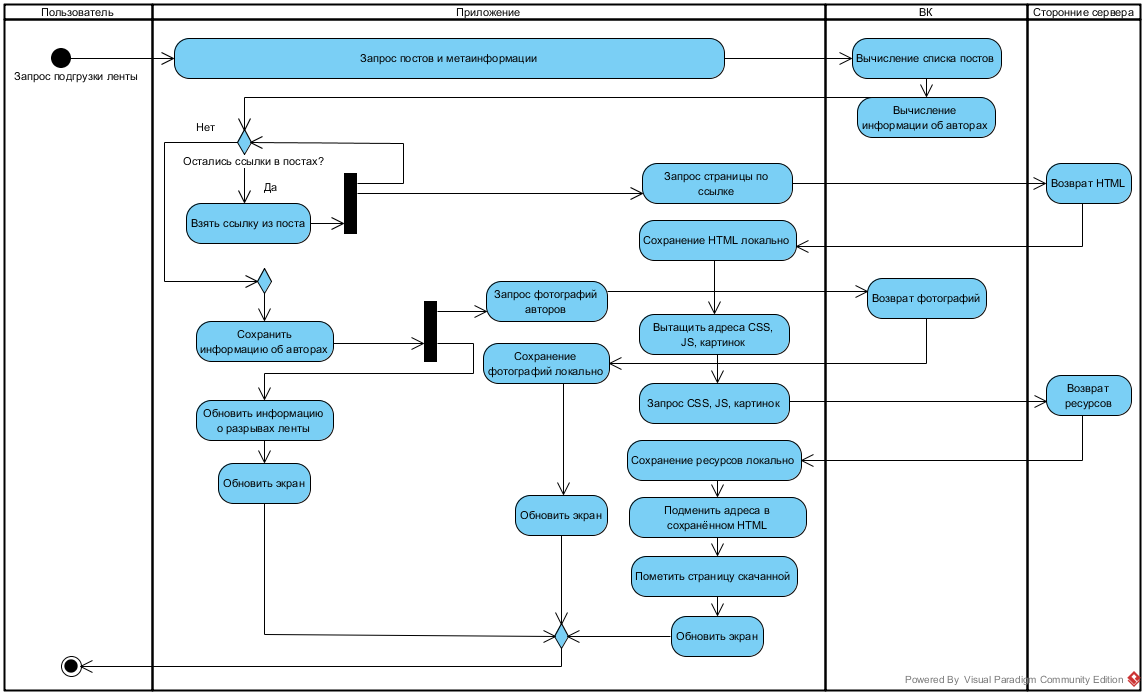 Пользователь
Приложение
ВК
Сторонние сервера
Запрос подгрузки ленты
Запрос постов и метаинформации
Вычисление списка постов
Вычисление
информации об авторах
Нет
Остались ссылки в постах?
Да
Взять ссылку из поста
Запрос страницы по
ссылке
Возврат HTML
Сохранение HTML локально
Запрос фотографий
авторов
Возврат фотографий
Сохранить
информацию об авторах
Вытащить адреса CSS,
JS, картинок
Сохранение
фотографий локально
Запрос CSS, JS, картинок
Возврат
ресурсов
Обновить информацию
о разрывах ленты
Сохранение ресурсов локально
Обновить экран
Обновить экран
Подменить адреса в
сохранённом HTML
Пометить страницу скачанной
Обновить экран
Powered By Visual Paradigm Community Edition